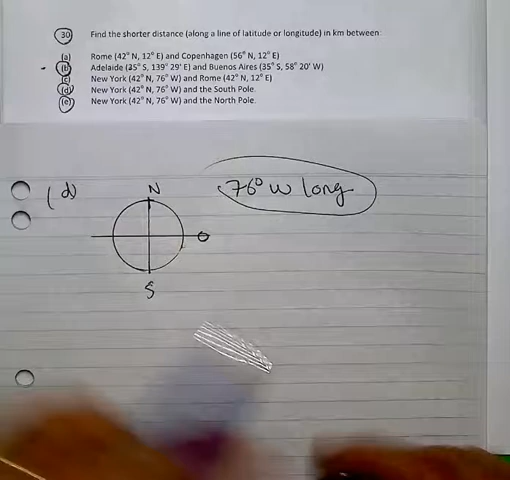 30 Find the shorter distance (along a line of latitude or longitude) in km between:
(a) Rome (42° N, 12° E) and Copenhagen (56° N, 12° E)
(b) Adelaide (35° S, 139° 29' E) and Buenos Aires (35° S, 58° 20' W)
(c) New York (42° N, 76° W) and Rome (42° N, 12° E)
(d) New York (42° N, 76° W) and the South Pole.
(e) New York (42° N, 76° W) and the North Pole.
(d) N 76° W long
O
S